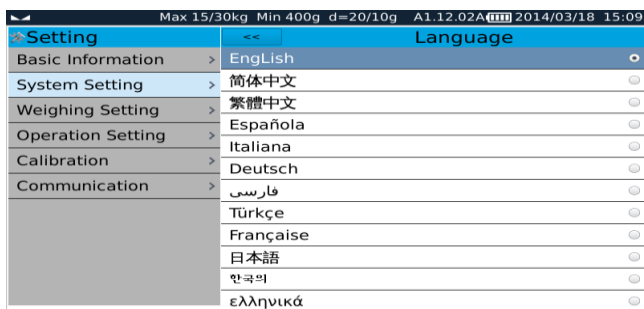 Max 15/30kg Min 400g d=20/10g A1.12.02A 2014/03/18 15:09
Setting
Basic Information >
System Setting >
Weighing Setting >
Operation Setting >
Calibration >
Communication >
<< Language
EngLish
简体中文
繁體中文
Española
Italiana
Deutsch
فارسی
Türkçe
Française
日本語
한국의
ελληνικά